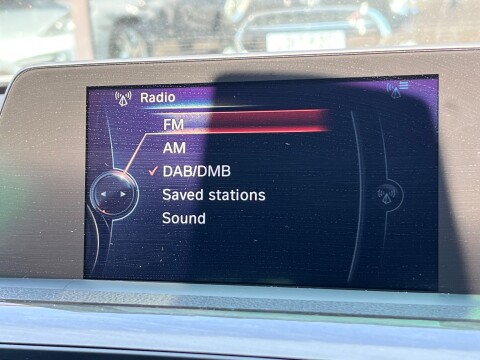 Radio
FM
AM
DAB/DMB
Saved stations
Sound